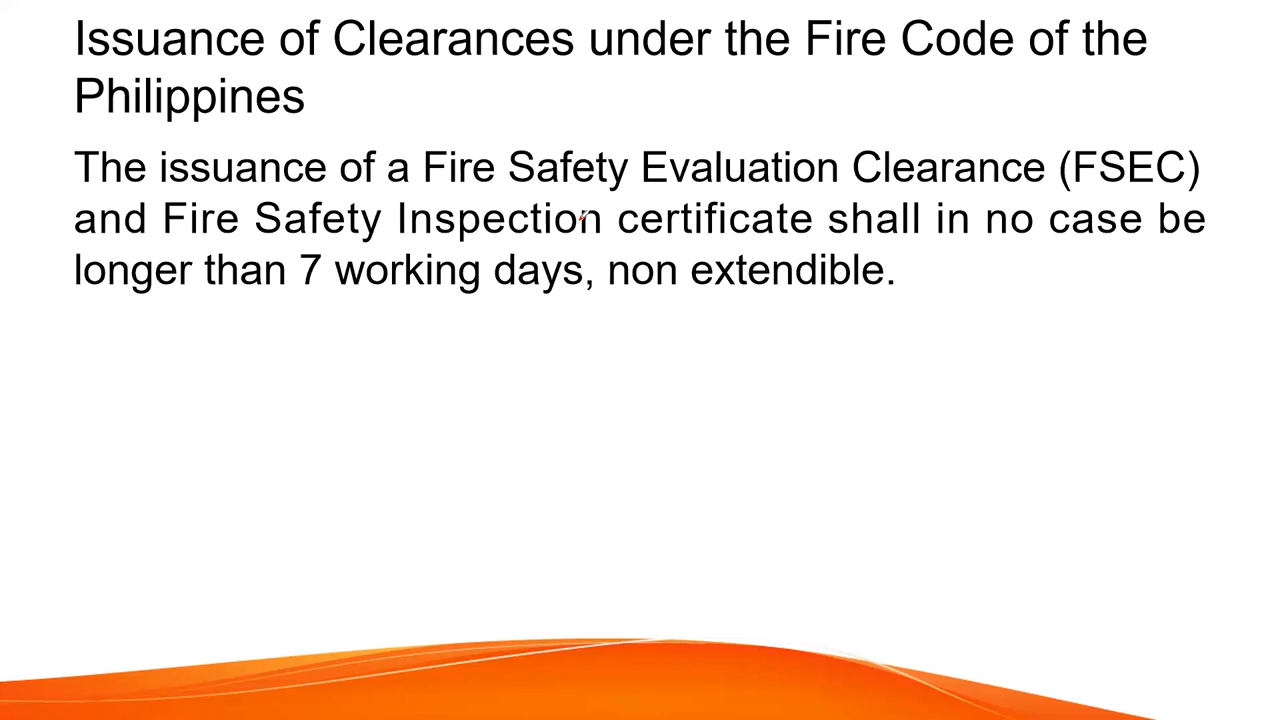 Issuance of Clearances under the Fire Code of the
Philippines
The issuance of a Fire Safety Evaluation Clearance (FSEC)
and Fire Safety Inspection certificate shall in no case be
longer than 7 working days, non extendible.